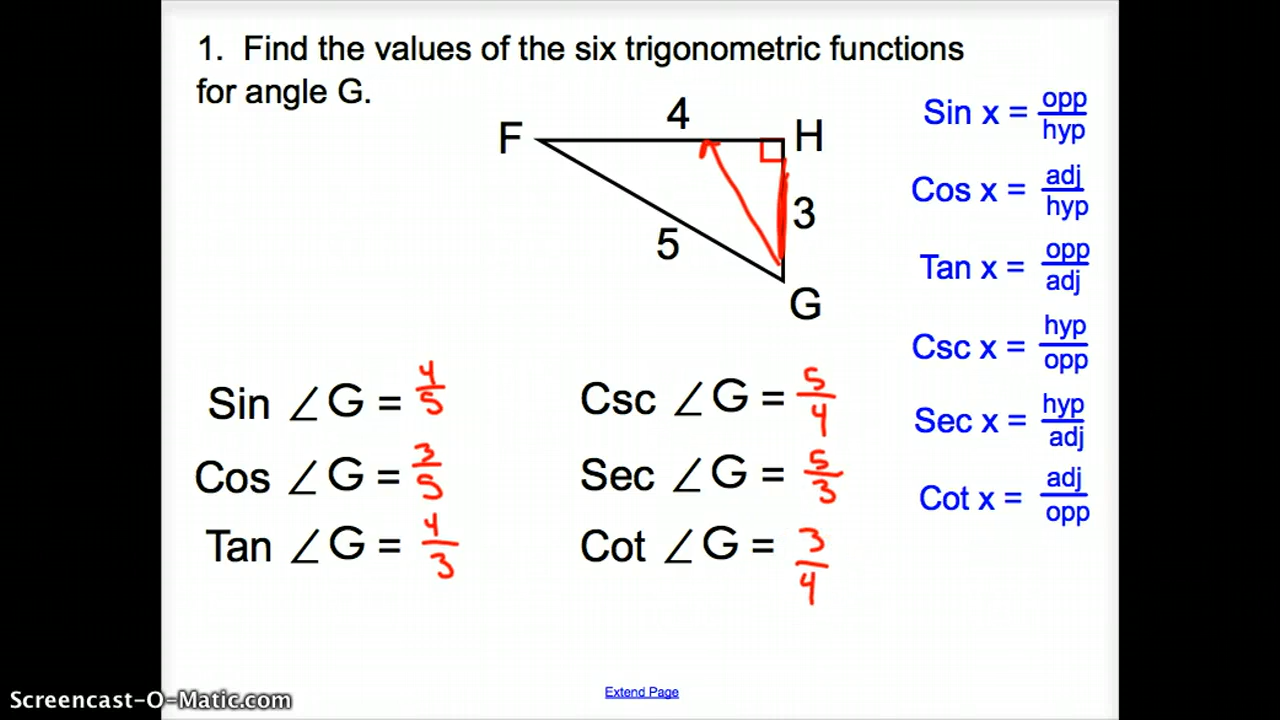 1. Find the values of the six trigonometric functions
for angle G.
F
4
H
3
5
G
Sin x = opp/hyp
Cos x = adj/hyp
Tan x = opp/adj
Csc x = hyp/opp
Sec x = hyp/adj
Cot x = adj/opp
Sin ∠G = 4/5
Cos ∠G = 3/5
Tan ∠G = 4/3
Csc ∠G = 5/4
Sec ∠G = 5/3
Cot ∠G = 3/4
Extend Page
Screencast-O-Matic.com